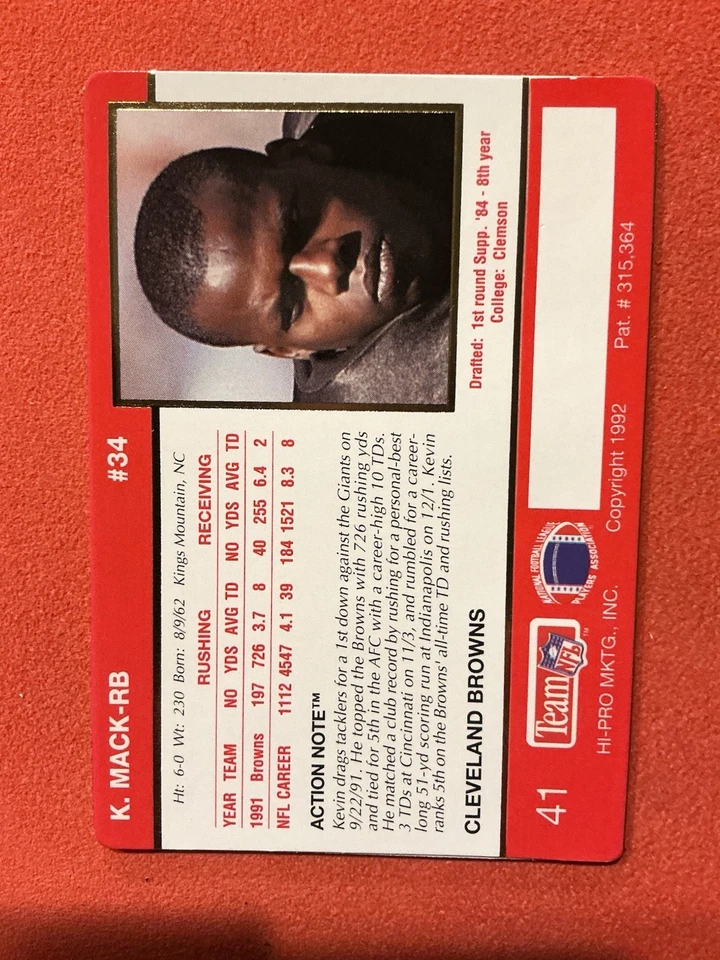 K. MACK-RB #34
Ht: 6-0 Wt: 230 Born: 8/9/62 Kings Mountain, NC
RUSHING RECEIVING
YEAR TEAM NO YDS AVG TD NO YDS AVG TD
1991 Browns 197 726 3.7 8 40 255 6.4 2
NFL CAREER 1112 4547 4.1 39 184 1521 8.3 8
ACTION NOTE™
Kevin drags tacklers for a 1st down against the Giants on
9/22/91. He topped the Browns with 726 rushing yds
and tied for 5th in the AFC with a career-high 10 TDs.
He matched a club record by rushing for a personal-best
3 TDs at Cincinnati on 11/3, and rumbled for a career-
long 51-yd scoring run at Indianapolis on 12/1. Kevin
ranks 5th on the Browns' all-time TD and rushing lists.
CLEVELAND BROWNS
Drafted: 1st round Supp. '84 - 8th year
College: Clemson
41
Team NFL™
NATIONAL FOOTBALL LEAGUE
PLAYERS ASSOCIATION
HI-PRO MKTG., INC. Copyright 1992 Pat. # 315,364